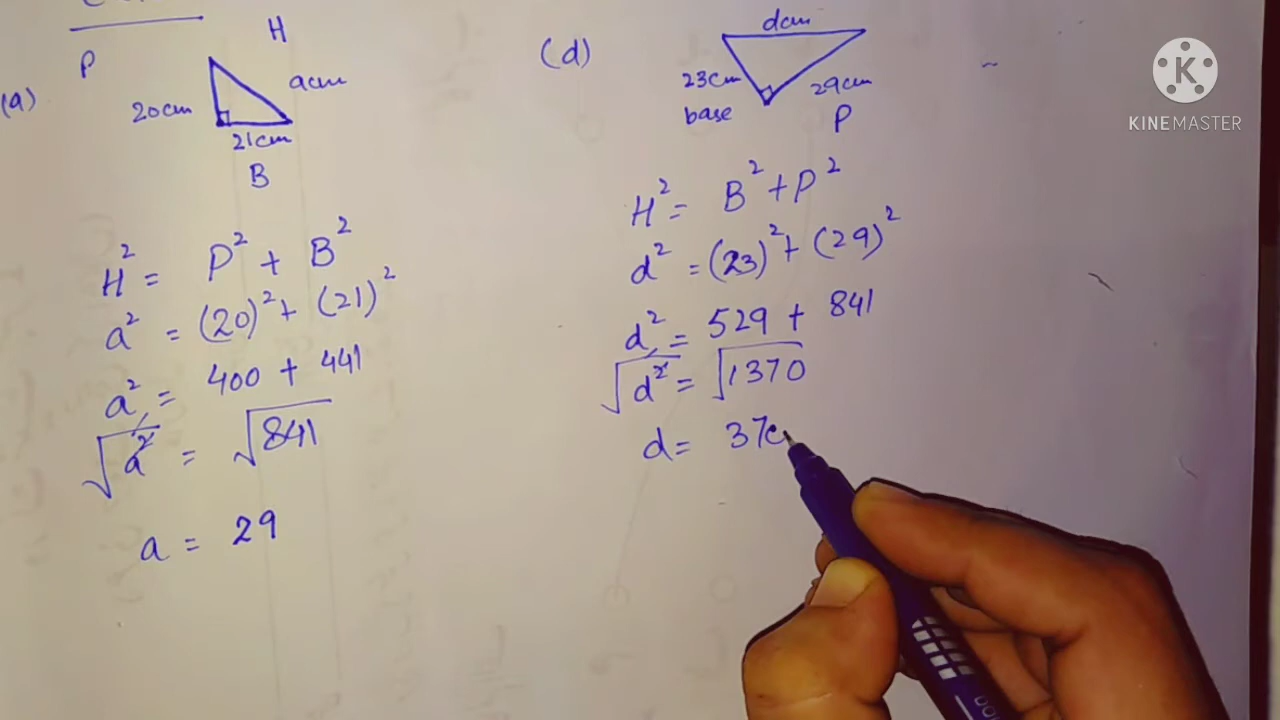 P
H
(a)
20cm
acm
21cm
B
H² = P² + B²
a² = (20)² + (21)²
a² = 400 + 441
√a² = √841
a = 29
(d)
dcm
23cm
29cm
base
P
H² = B² + P²
d² = (23)² + (29)²
d² = 529 + 841
√d² = √1370
d = 37c
K
KINEMASTER